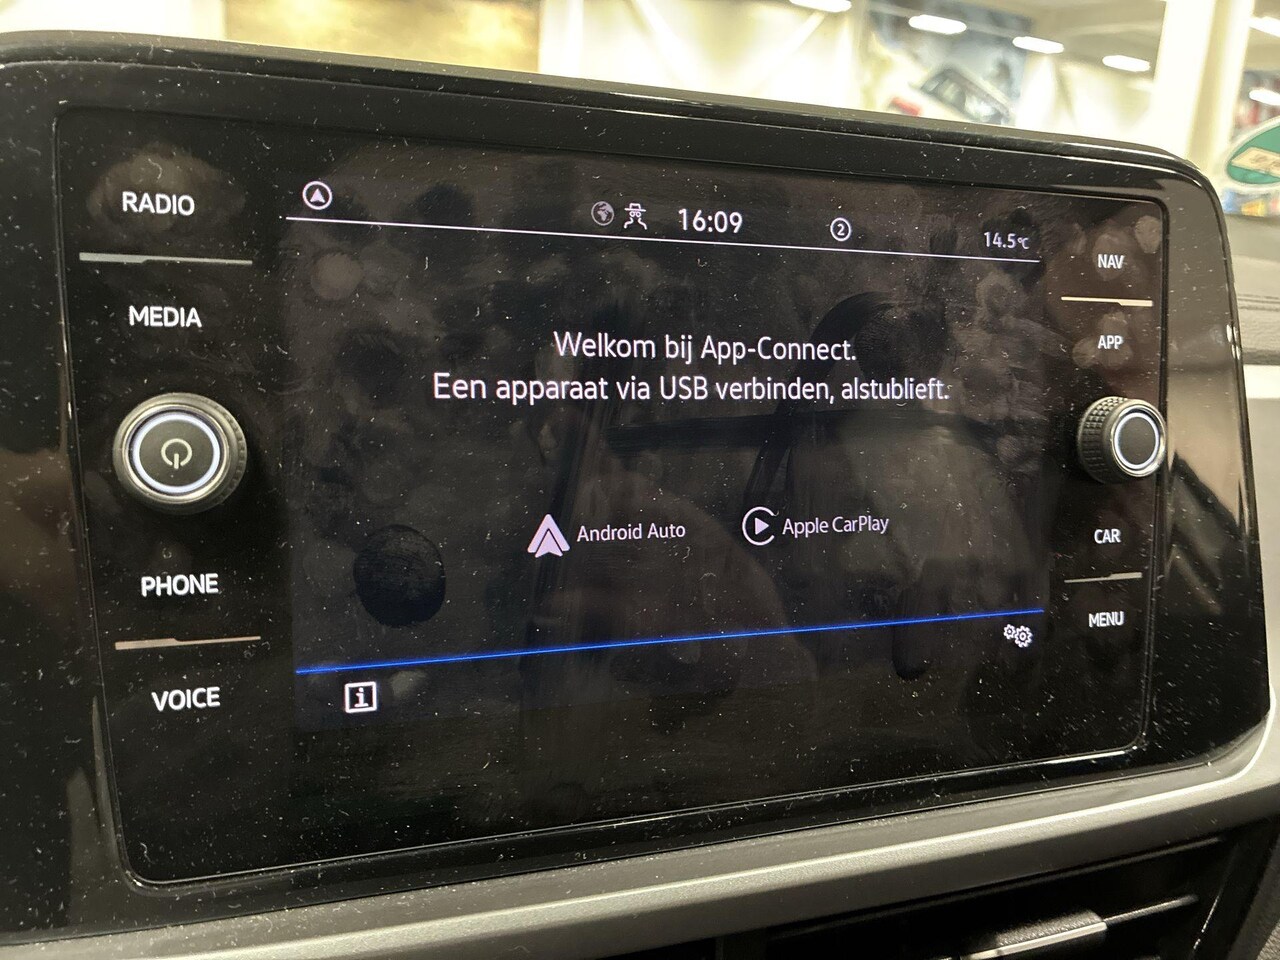 RADIO
MEDIA
PHONE
VOICE
16:09
2
14.5°C
Welkom bij App-Connect.
Een apparaat via USB verbinden, alstublieft.
Android Auto
Apple CarPlay
i
NAV
APP
CAR
MENU